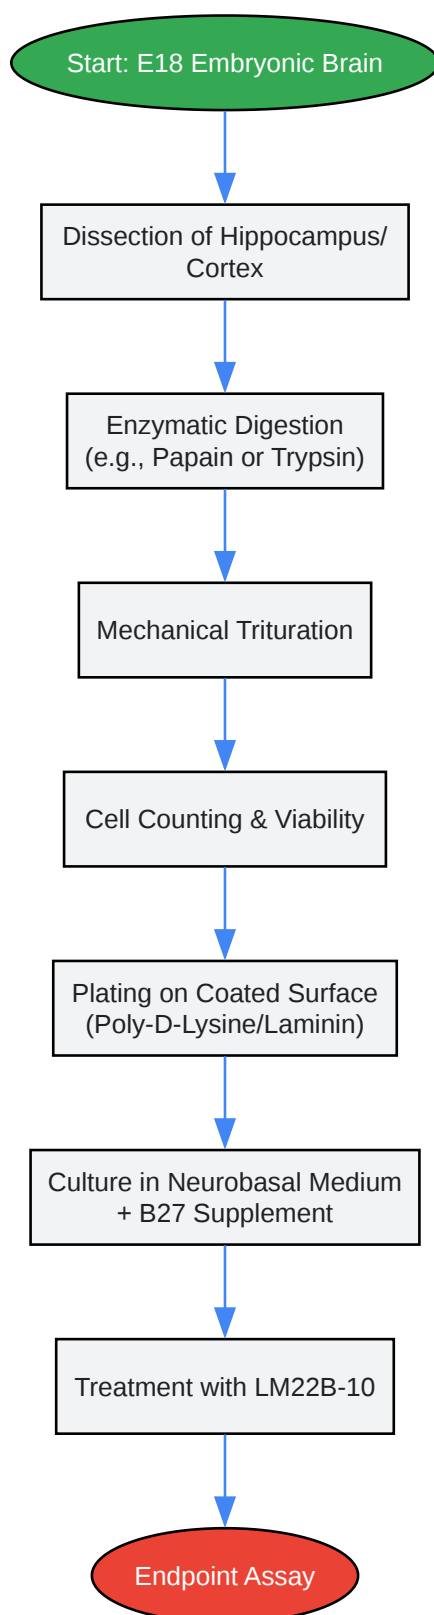 Start: E18 Embryonic Brain
Dissection of Hippocampus/
Cortex
Enzymatic Digestion
(e.g., Papain or Trypsin)
Mechanical Trituration
Cell Counting & Viability
Plating on Coated Surface
(Poly-D-Lysine/Laminin)
Culture in Neurobasal Medium
+ B27 Supplement
Treatment with LM22B-10
Endpoint Assay